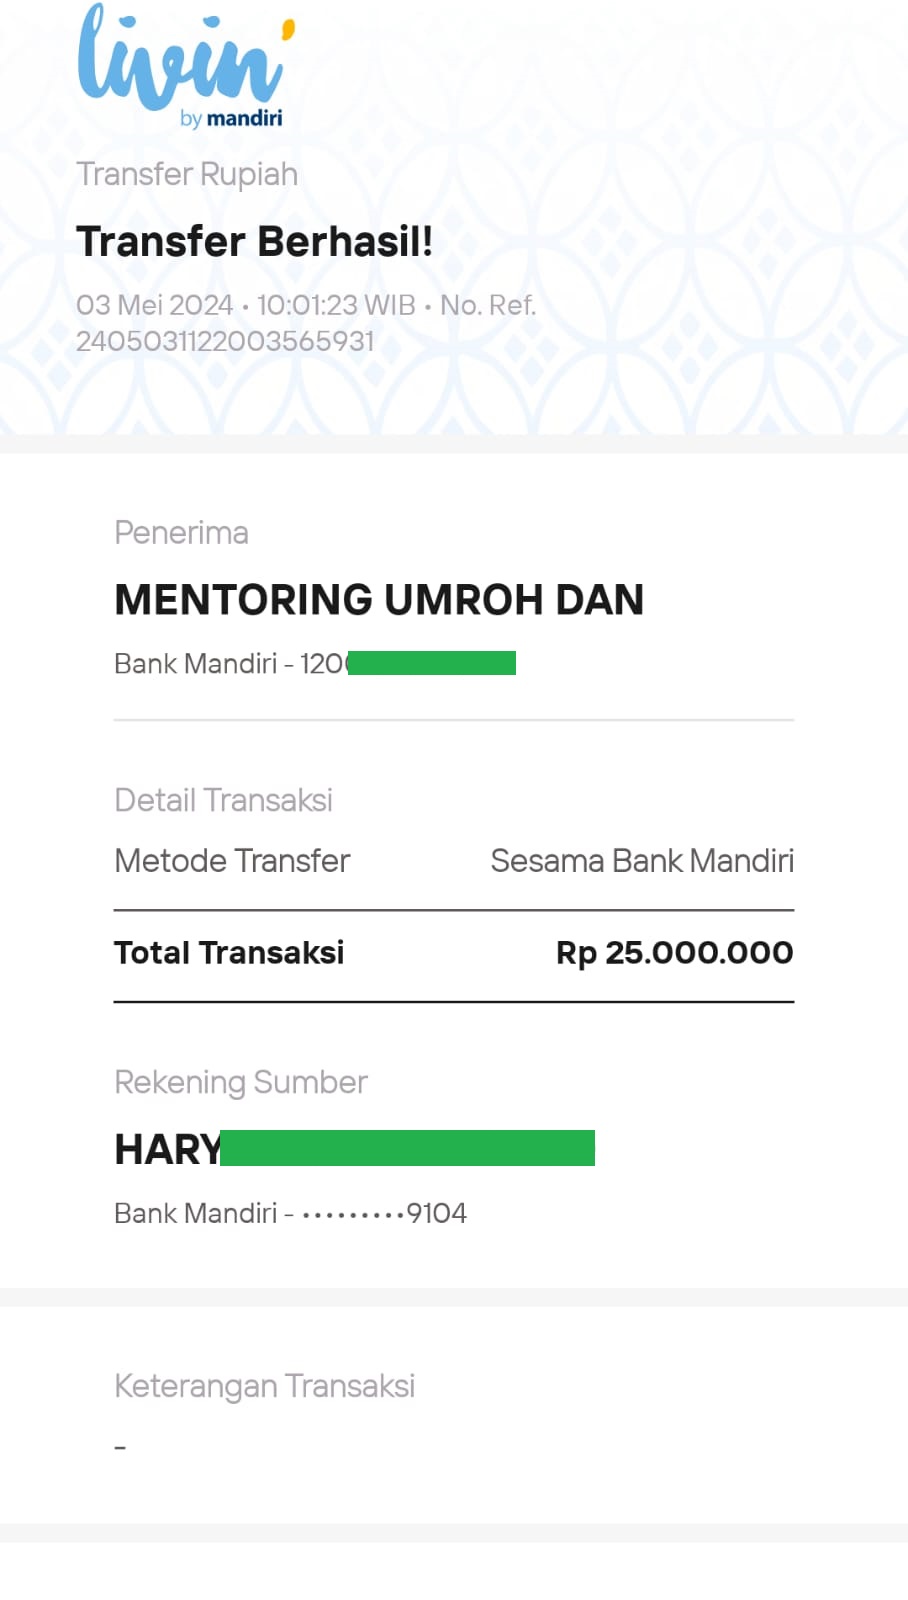 livin'
by mandiri
Transfer Rupiah
Transfer Berhasil!
03 Mei 2024 • 10:01:23 WIB • No. Ref.
2405031122003565931
Penerima
MENTORING UMROH DAN
Bank Mandiri - 120
Detail Transaksi
Metode Transfer Sesama Bank Mandiri
Total Transaksi Rp 25.000.000
Rekening Sumber
HARY
Bank Mandiri - •••••••••9104
Keterangan Transaksi
-